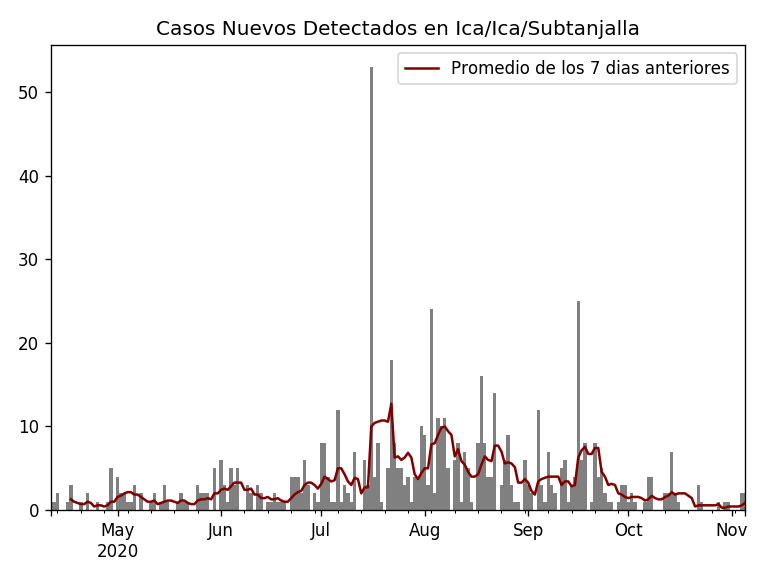 Casos Nuevos Detectados en Ica/Ica/Subtanjalla
Promedio de los 7 dias anteriores
50
40
30
20
10
0
May Jun Jul Aug Sep Oct Nov
2020